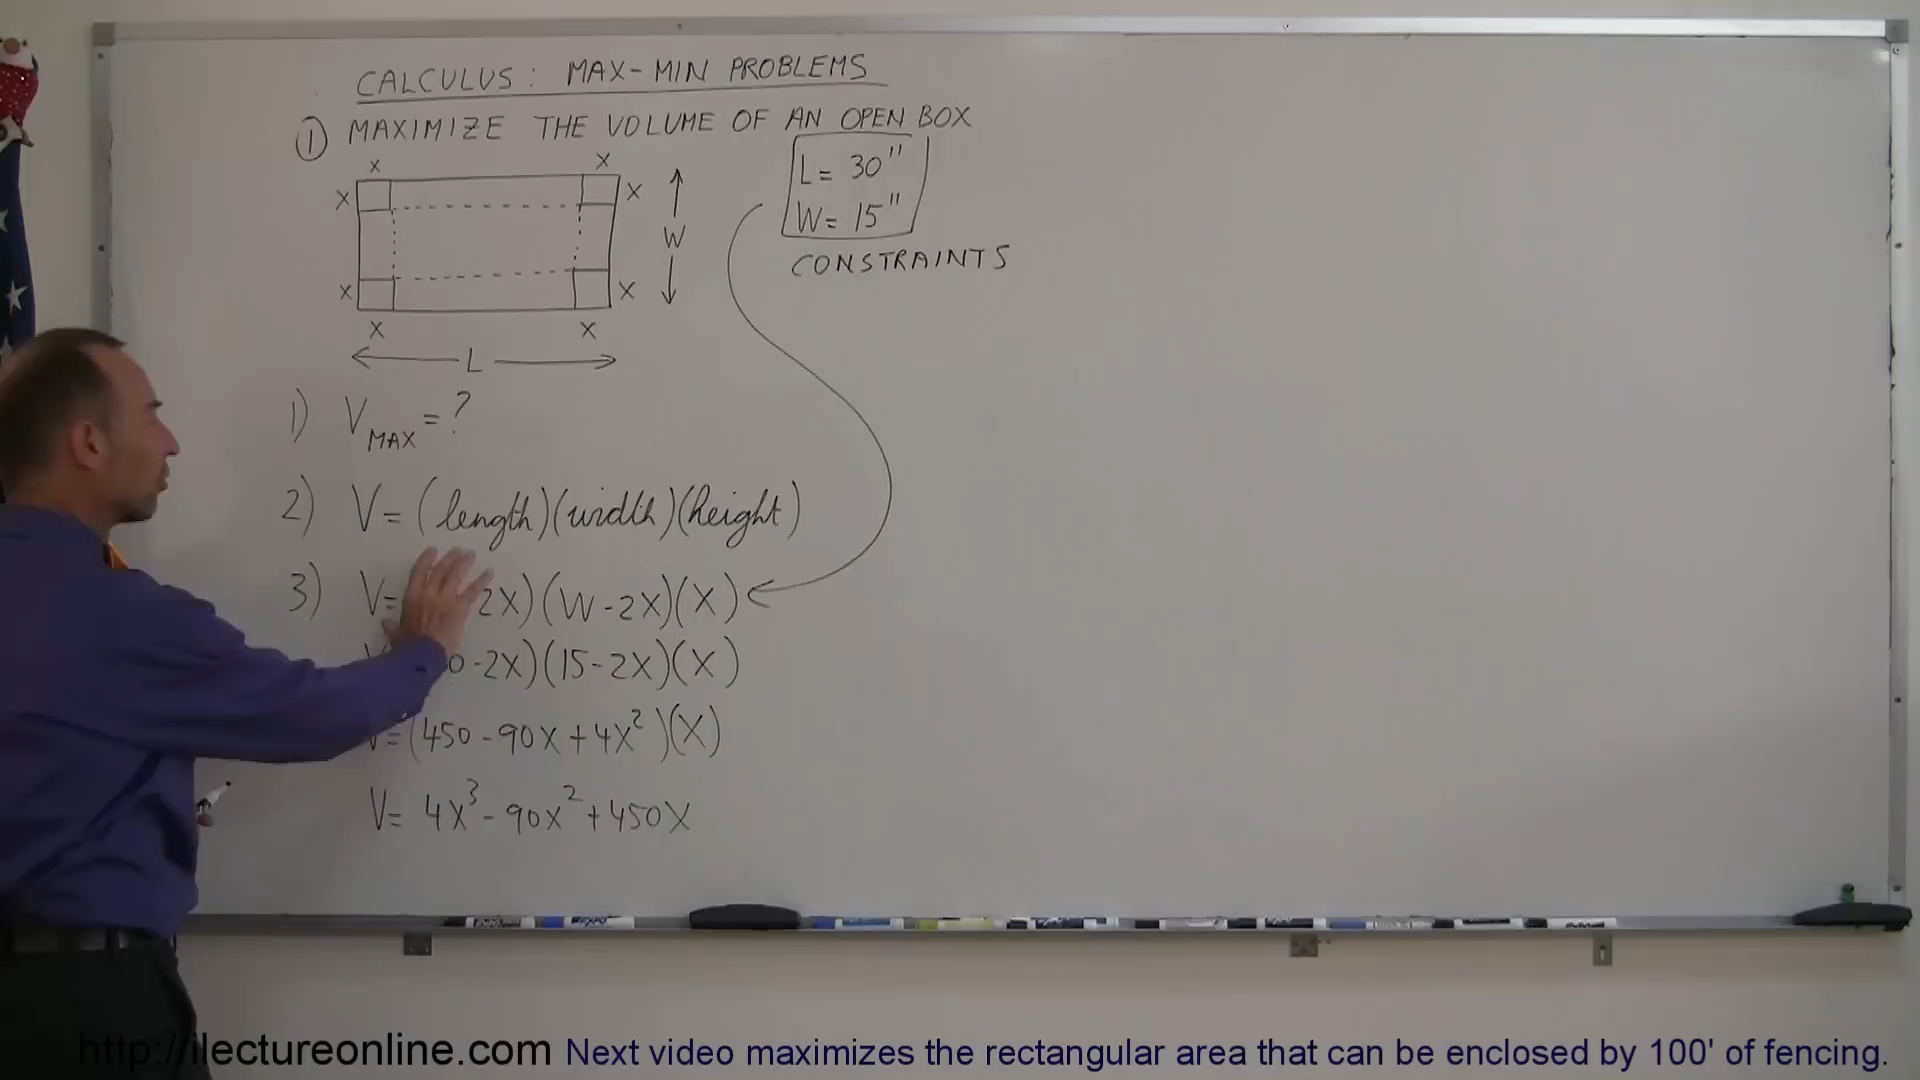 CALCULUS: MAX-MIN PROBLEMS
① MAXIMIZE THE VOLUME OF AN OPEN BOX
X X
X X
W
X X
X X
L
L = 30"
W = 15"
CONSTRAINTS
1) V MAX = ?
2) V = (length)(width)(height)
3) V= 2X)(W-2X)(X)
0-2X)(15-2X)(X)
V=(450-90X+4X²)(X)
V= 4X³-90X²+450X
http://ilectureonline.com Next video maximizes the rectangular area that can be enclosed by 100' of fencing.